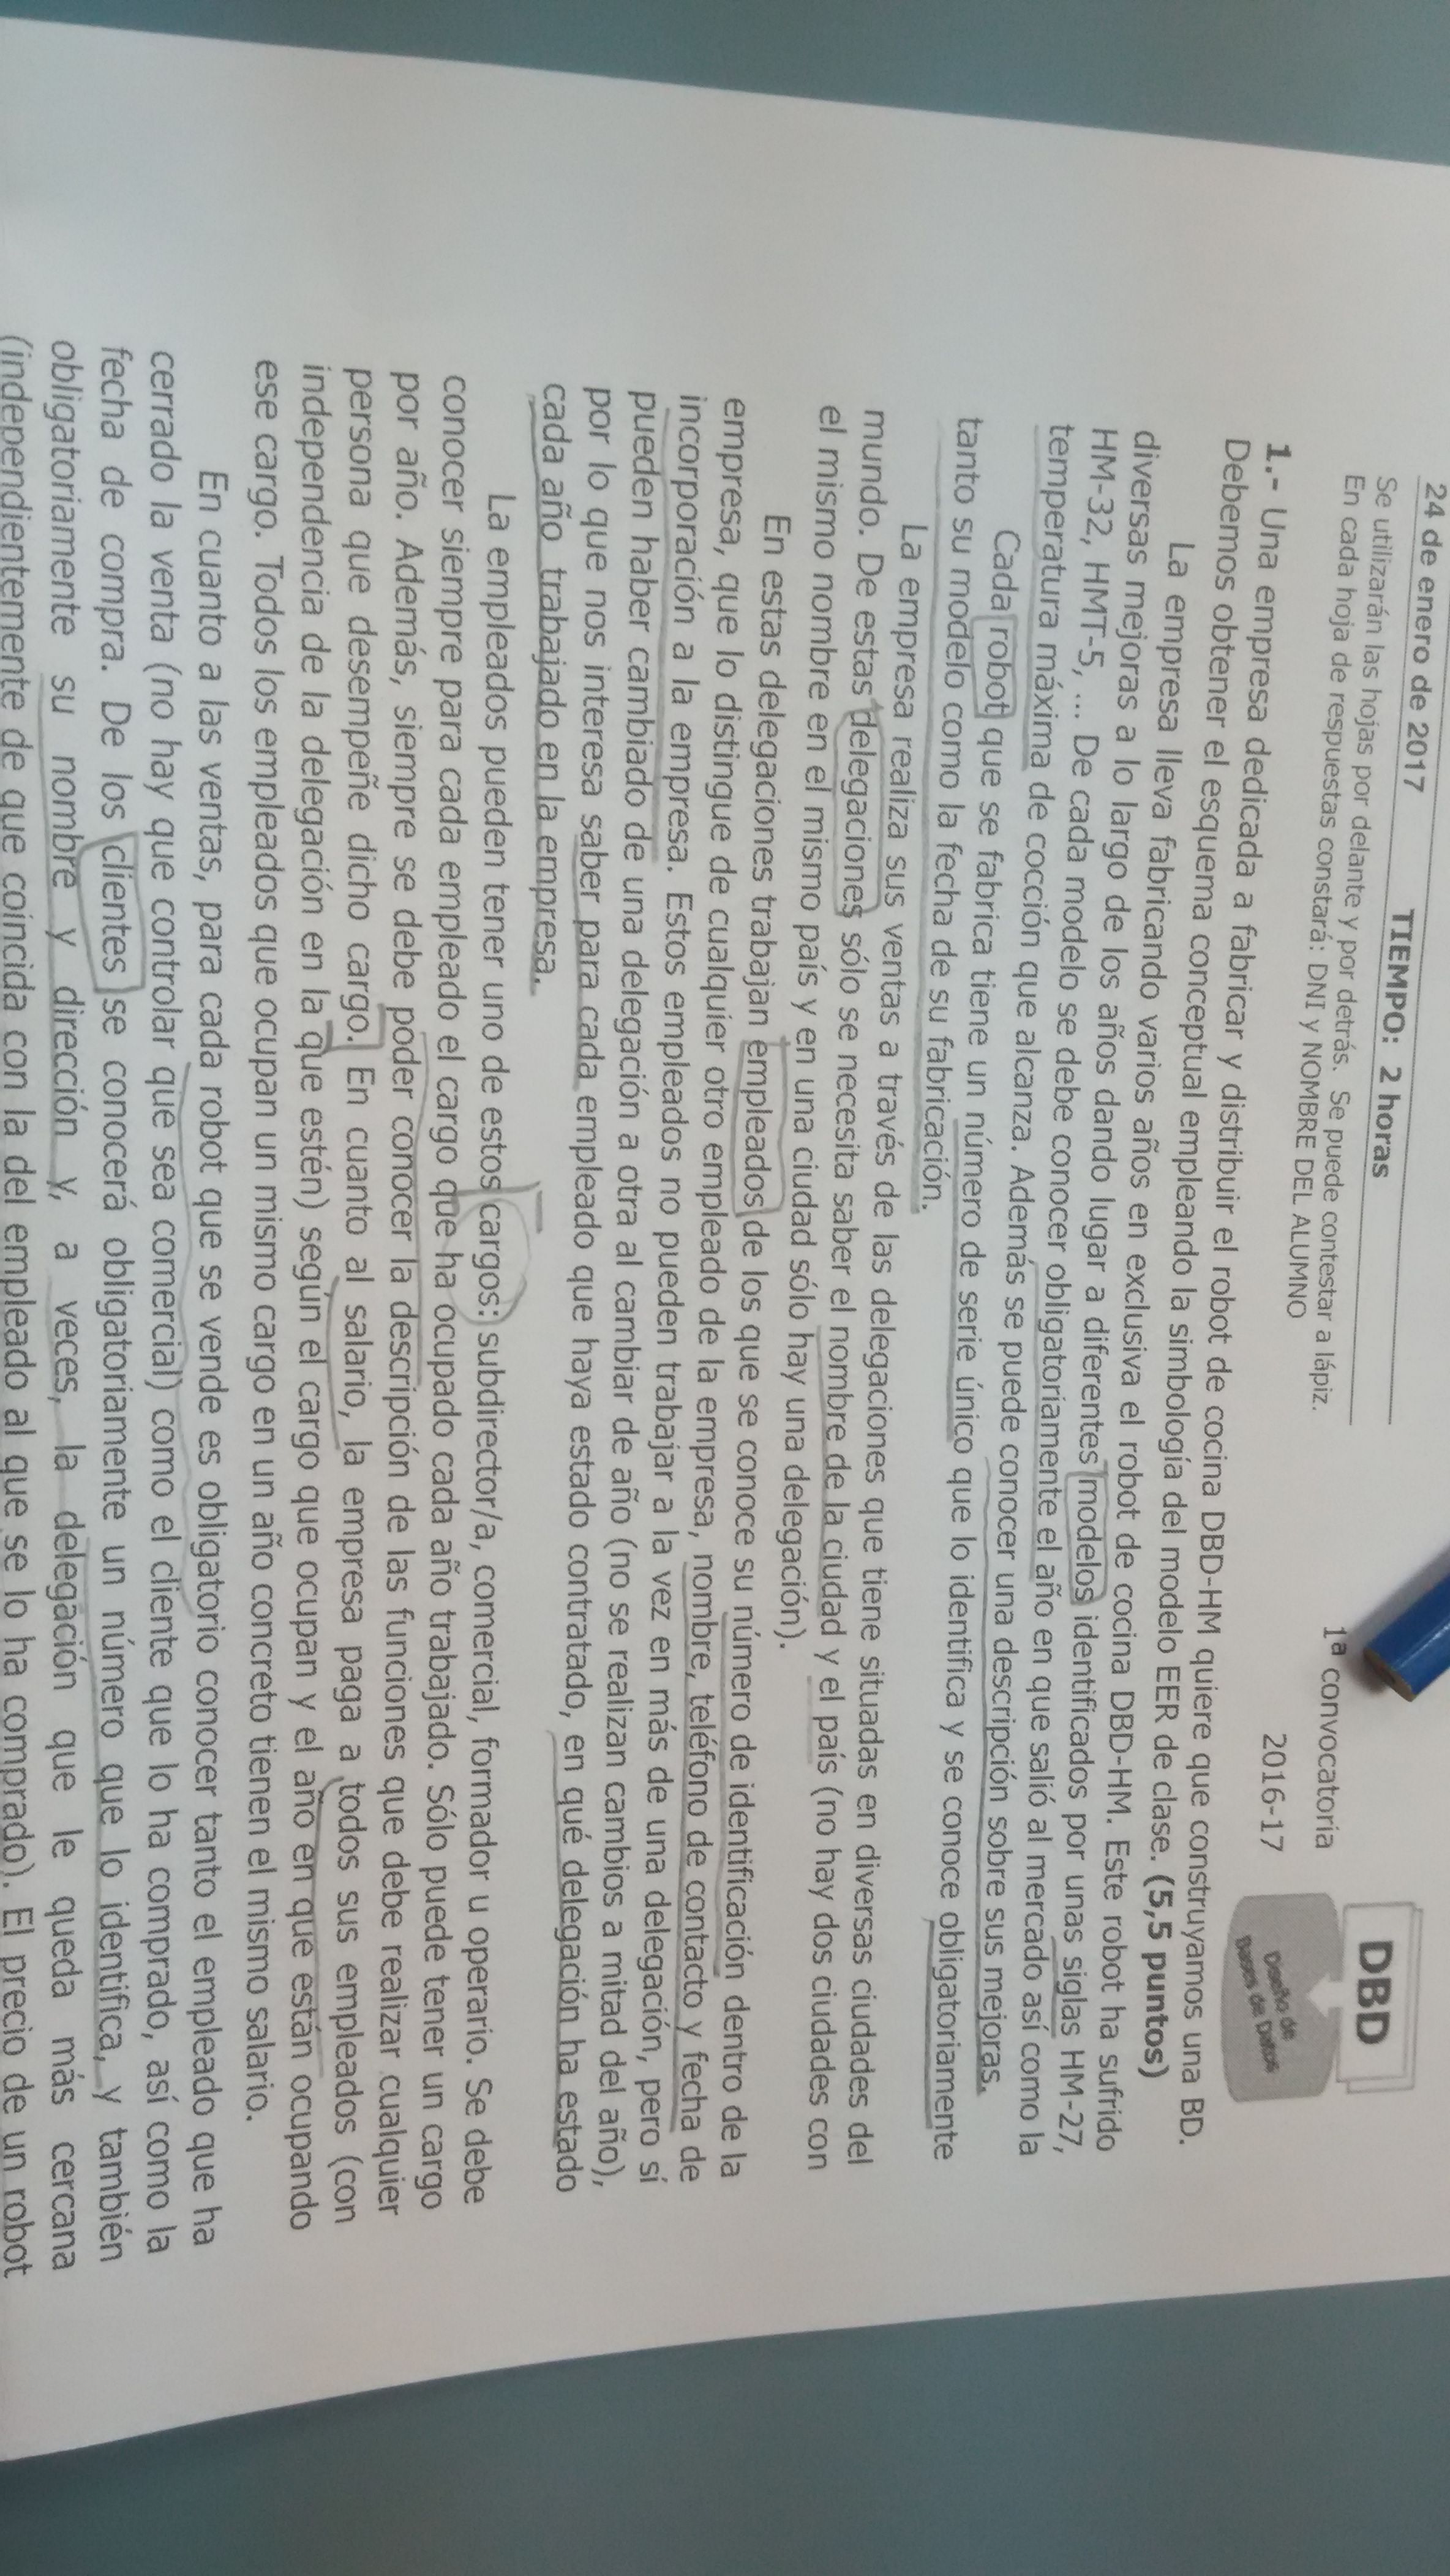 24 de enero de 2017 TIEMPO: 2 horas
Se utilizarán las hojas por delante y por detrás. Se puede contestar a lápiz.
En cada hoja de respuestas constará: DNI y NOMBRE DEL ALUMNO
1ª convocatoria
2016-17
DBD
Diseño de
Bases de Datos
1.- Una empresa dedicada a fabricar y distribuir el robot de cocina DBD-HM quiere que construyamos una BD.
Debemos obtener el esquema conceptual empleando la simbología del modelo EER de clase. (5,5 puntos)
La empresa lleva fabricando varios años en exclusiva el robot de cocina DBD-HM. Este robot ha sufrido
diversas mejoras a lo largo de los años dando lugar a diferentes modelos identificados por unas siglas HM-27,
HM-32, HMT-5, ... De cada modelo se debe conocer obligatoríamente el año en que salió al mercado así como la
temperatura máxima de cocción que alcanza. Además se puede conocer una descripción sobre sus mejoras.
Cada robot que se fabrica tiene un número de serie único que lo identifica y se conoce obligatoriamente
tanto su modelo como la fecha de su fabricación.
La empresa realiza sus ventas a través de las delegaciones que tiene situadas en diversas ciudades del
mundo. De estas delegaciones sólo se necesita saber el nombre de la ciudad y el país (no hay dos ciudades con
el mismo nombre en el mismo país y en una ciudad sólo hay una delegación).
En estas delegaciones trabajan empleados de los que se conoce su número de identificación dentro de la
empresa, que lo distingue de cualquier otro empleado de la empresa, nombre, teléfono de contacto y fecha de
incorporación a la empresa. Estos empleados no pueden trabajar a la vez en más de una delegación, pero sí
pueden haber cambiado de una delegación a otra al cambiar de año (no se realizan cambios a mitad del año),
por lo que nos interesa saber para cada empleado que haya estado contratado, en qué delegación ha estado
cada año trabajado en la empresa.
La empleados pueden tener uno de estos cargos: subdirector/a, comercial, formador u operario. Se debe
conocer siempre para cada empleado el cargo que ha ocupado cada año trabajado. Sólo puede tener un cargo
por año. Además, siempre se debe poder conocer la descripción de las funciones que debe realizar cualquier
persona que desempeñe dicho cargo. En cuanto al salario, la empresa paga a todos sus empleados (con
independencia de la delegación en la que estén) según el cargo que ocupan y el año en que están ocupando
ese cargo. Todos los empleados que ocupan un mismo cargo en un año concreto tienen el mismo salario.
En cuanto a las ventas, para cada robot que se vende es obligatorio conocer tanto el empleado que ha
cerrado la venta (no hay que controlar que sea comercial) como el cliente que lo ha comprado, así como la
fecha de compra. De los clientes se conocerá obligatoriamente un número que lo identifica, y también
obligatoriamente su nombre y dirección y, a veces, la delegación que le queda más cercana
(independientemente de que coincida con la del empleado al que se lo ha comprado). El precio de un robot